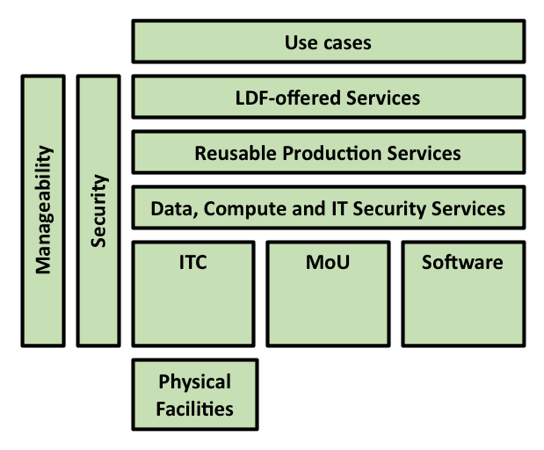 Use cases
LDF-offered Services
Reusable Production Services
Data, Compute and IT Security Services
Manageability
Security
ITC
MoU
Software
Physical
Facilities